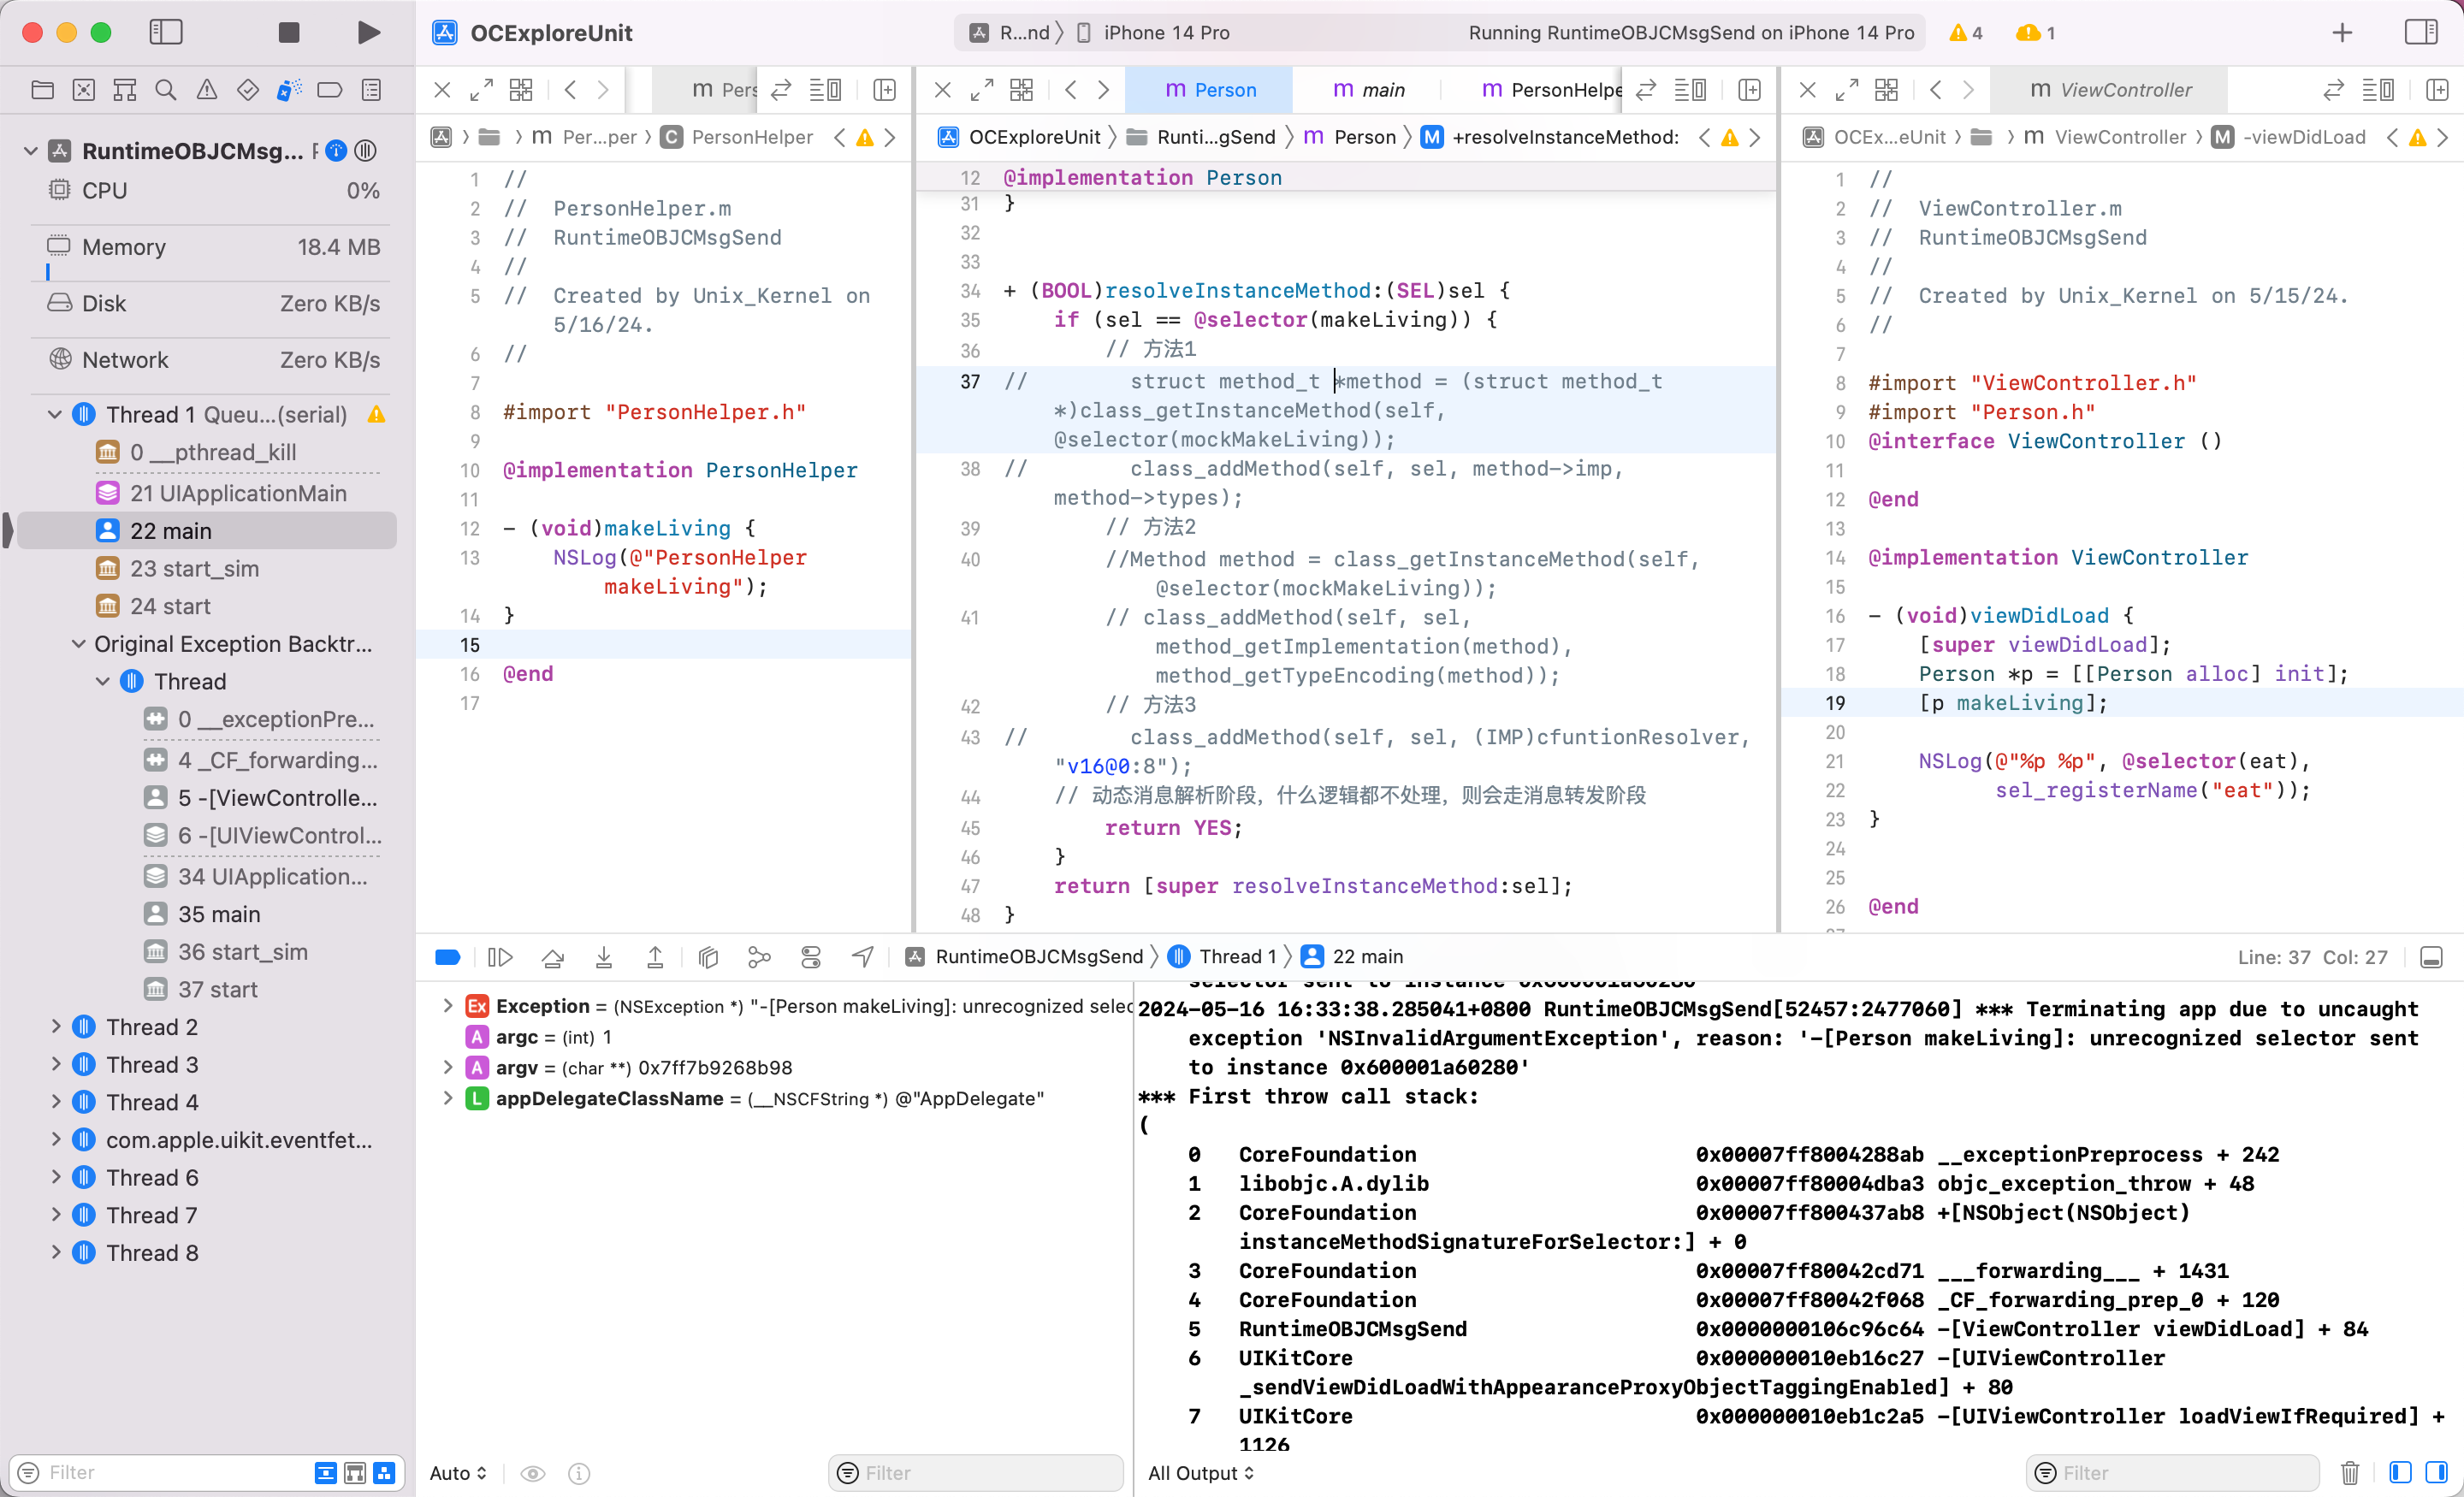 OCExploreUnit
R...nd 〉 iPhone 14 Pro
Running RuntimeOBJCMsgSend on iPhone 14 Pro
4
1
RuntimeOBJCMsg...
CPU 0%
Memory 18.4 MB
Disk Zero KB/s
Network Zero KB/s
Thread 1 Queu...(serial)
0 __pthread_kill
21 UIApplicationMain
22 main
23 start_sim
24 start
Original Exception Backtr...
Thread
0 __exceptionPre...
4 _CF_forwarding...
5 -[ViewControlle...
6 -[UIViewControl...
34 UIApplication...
35 main
36 start_sim
37 start
Thread 2
Thread 3
Thread 4
com.apple.uikit.eventfet...
Thread 6
Thread 7
Thread 8
Filter
m Pers
m Per...per 〉 C PersonHelper
1 //
2 //  PersonHelper.m
3 //  RuntimeOBJCMsgSend
4 //
5 //  Created by Unix_Kernel on
5/16/24.
6 //
7
8 #import "PersonHelper.h"
9
10 @implementation PersonHelper
11
12 - (void)makeLiving {
13     NSLog(@"PersonHelper
makeLiving");
14 }
15
16 @end
17
m Person
m main
m PersonHelpe
OCExploreUnit 〉 Runti...gSend 〉 m Person 〉 M +resolveInstanceMethod:
12 @implementation Person
31 }
32
33
34 + (BOOL)resolveInstanceMethod:(SEL)sel {
35     if (sel == @selector(makeLiving)) {
36         // 方法1
37 //        struct method_t *method = (struct method_t
*)class_getInstanceMethod(self,
@selector(mockMakeLiving));
38 //        class_addMethod(self, sel, method->imp,
method->types);
39         // 方法2
40         //Method method = class_getInstanceMethod(self,
@selector(mockMakeLiving));
41         // class_addMethod(self, sel,
method_getImplementation(method),
method_getTypeEncoding(method));
42         // 方法3
43 //        class_addMethod(self, sel, (IMP)cfuntionResolver,
"v16@0:8");
44     // 动态消息解析阶段，什么逻辑都不处理，则会走消息转发阶段
45         return YES;
46     }
47     return [super resolveInstanceMethod:sel];
48 }
m ViewController
OCEx...eUnit 〉 m ViewController 〉 M -viewDidLoad
1 //
2 //  ViewController.m
3 //  RuntimeOBJCMsgSend
4 //
5 //  Created by Unix_Kernel on 5/15/24.
6 //
7
8 #import "ViewController.h"
9 #import "Person.h"
10 @interface ViewController ()
11
12 @end
13
14 @implementation ViewController
15
16 - (void)viewDidLoad {
17     [super viewDidLoad];
18     Person *p = [[Person alloc] init];
19     [p makeLiving];
20
21     NSLog(@"%p %p", @selector(eat),
22           sel_registerName("eat"));
23 }
24
25
26 @end
RuntimeOBJCMsgSend 〉 Thread 1 〉 22 main
Line: 37 Col: 27
Ex Exception = (NSException *) "-[Person makeLiving]: unrecognized selec
A argc = (int) 1
A argv = (char **) 0x7ff7b9268b98
L appDelegateClassName = (__NSCFString *) @"AppDelegate"
Auto
Filter
selector sent to instance 0x600001a60280
2024-05-16 16:33:38.285041+0800 RuntimeOBJCMsgSend[52457:2477060] *** Terminating app due to uncaught
exception 'NSInvalidArgumentException', reason: '-[Person makeLiving]: unrecognized selector sent
to instance 0x600001a60280'
*** First throw call stack:
(
0   CoreFoundation                      0x00007ff8004288ab __exceptionPreprocess + 242
1   libobjc.A.dylib                     0x00007ff80004dba3 objc_exception_throw + 48
2   CoreFoundation                      0x00007ff800437ab8 +[NSObject(NSObject)
instanceMethodSignatureForSelector:] + 0
3   CoreFoundation                      0x00007ff80042cd71 ___forwarding___ + 1431
4   CoreFoundation                      0x00007ff80042f068 _CF_forwarding_prep_0 + 120
5   RuntimeOBJCMsgSend                  0x0000000106c96c64 -[ViewController viewDidLoad] + 84
6   UIKitCore                           0x000000010eb16c27 -[UIViewController
_sendViewDidLoadWithAppearanceProxyObjectTaggingEnabled] + 80
7   UIKitCore                           0x000000010eb1c2a5 -[UIViewController loadViewIfRequired] +
1126
All Output
Filter